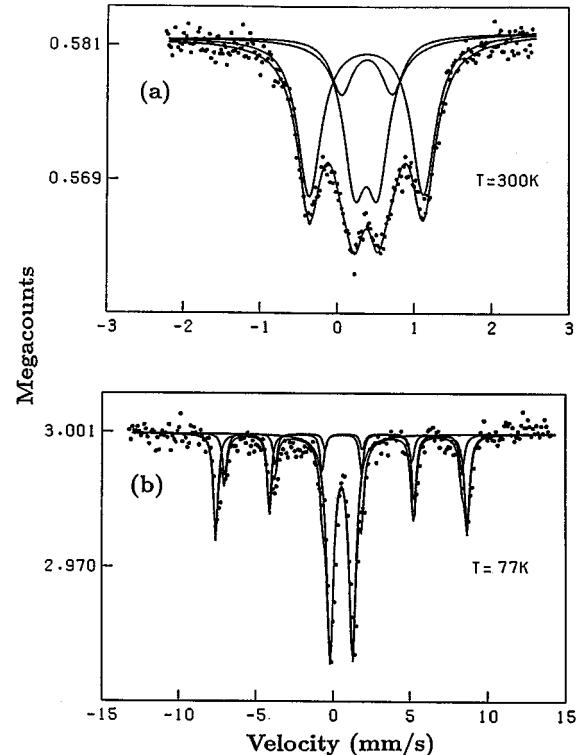 0.581
(a)
0.569
T=300K
-3 -2 -1 0 1 2 3
Megacounts
3.001
(b)
2.970
T= 77K
-15 -10 -5. 0 5 10 15
Velocity (mm/s)